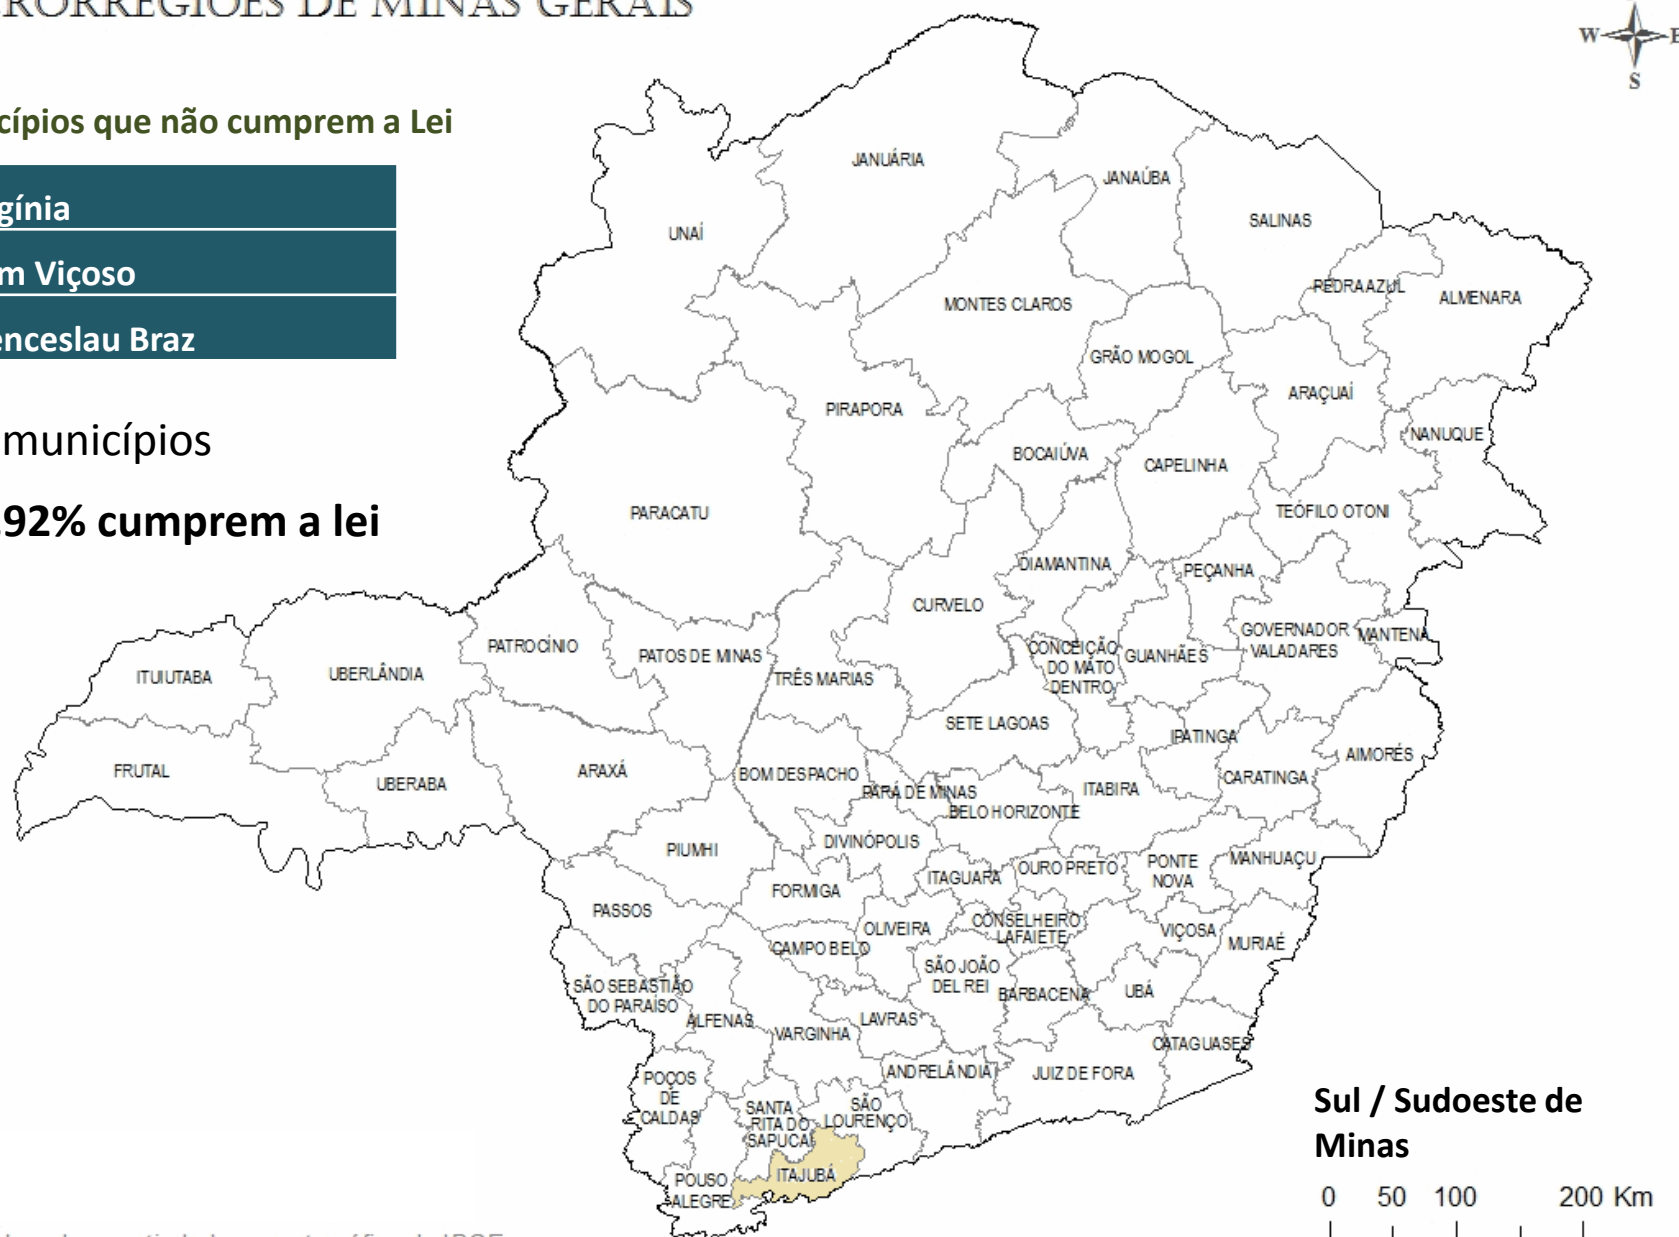 RORREGIÕES DE MINAS GERAIS
W E
S
cípios que não cumprem a Lei
gínia
m Viçoso
enceslau Braz
municípios
92% cumprem a lei
JANUÁRIA
JANAÚBA
SALINAS
UNAÍ
PEDRA AZUL
ALMENARA
MONTES CLAROS
GRÃO MOGOL
ARAÇUAÍ
PIRAPORA
NANUQUE
BOCAIÚVA
CAPELINHA
PARACATU
TEÓFILO OTONI
DIAMANTINA
PEÇANHA
CURVELO
GOVERNADOR
VALADARES
MANTENA
PATROCÍNIO
PATOS DE MINAS
CONCEIÇÃO
DO MATO
DENTRO
GUANHÃES
ITUIUTABA
UBERLÂNDIA
TRÊS MARIAS
SETE LAGOAS
IPATINGA
AIMORÉS
FRUTAL
UBERABA
ARAXÁ
BOM DESPACHO
PARÁ DE MINAS
ITABIRA
CARATINGA
BELO HORIZONTE
PIUMHI
DIVINÓPOLIS
ITAGUARA
OURO PRETO
PONTE
NOVA
MANHUAÇU
FORMIGA
PASSOS
OLIVEIRA
CONSELHEIRO
LAFAIETE
VIÇOSA
MURIAÉ
CAMPO BELO
SÃO JOÃO
DEL REI
SÃO SEBASTIÃO
DO PARAÍSO
BARBACENA
UBÁ
ALFENAS
VARGINHA
LAVRAS
CATAGUASES
ANDRELÂNDIA
JUIZ DE FORA
POÇOS
DE
CALDAS
SANTA
RITA DO
SAPUCAÍ
SÃO
LOURENÇO
POUSO
ALEGRE
ITAJUBÁ
Sul / Sudoeste de
Minas
0 50 100 200 Km